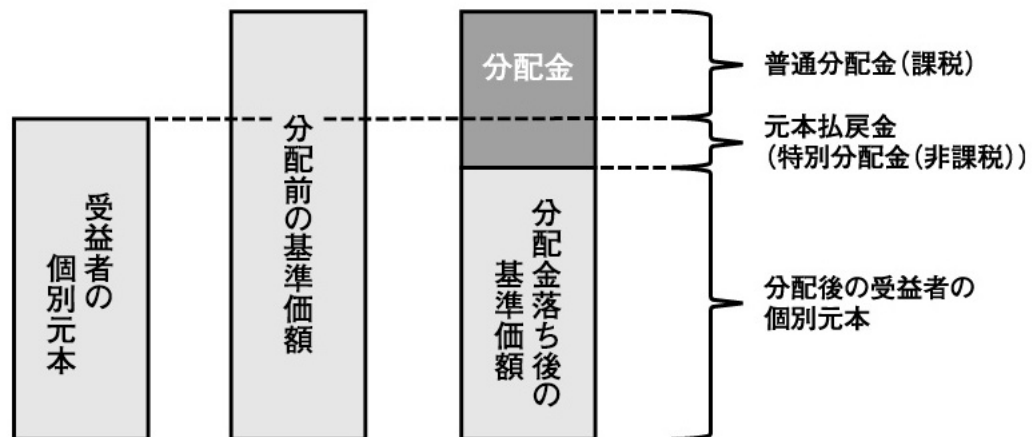 受益者の
個別元本
分配前の基準価額
分配金
分配金落ち後の
基準価額
普通分配金(課税)
元本払戻金
(特別分配金(非課税))
分配後の受益者の
個別元本